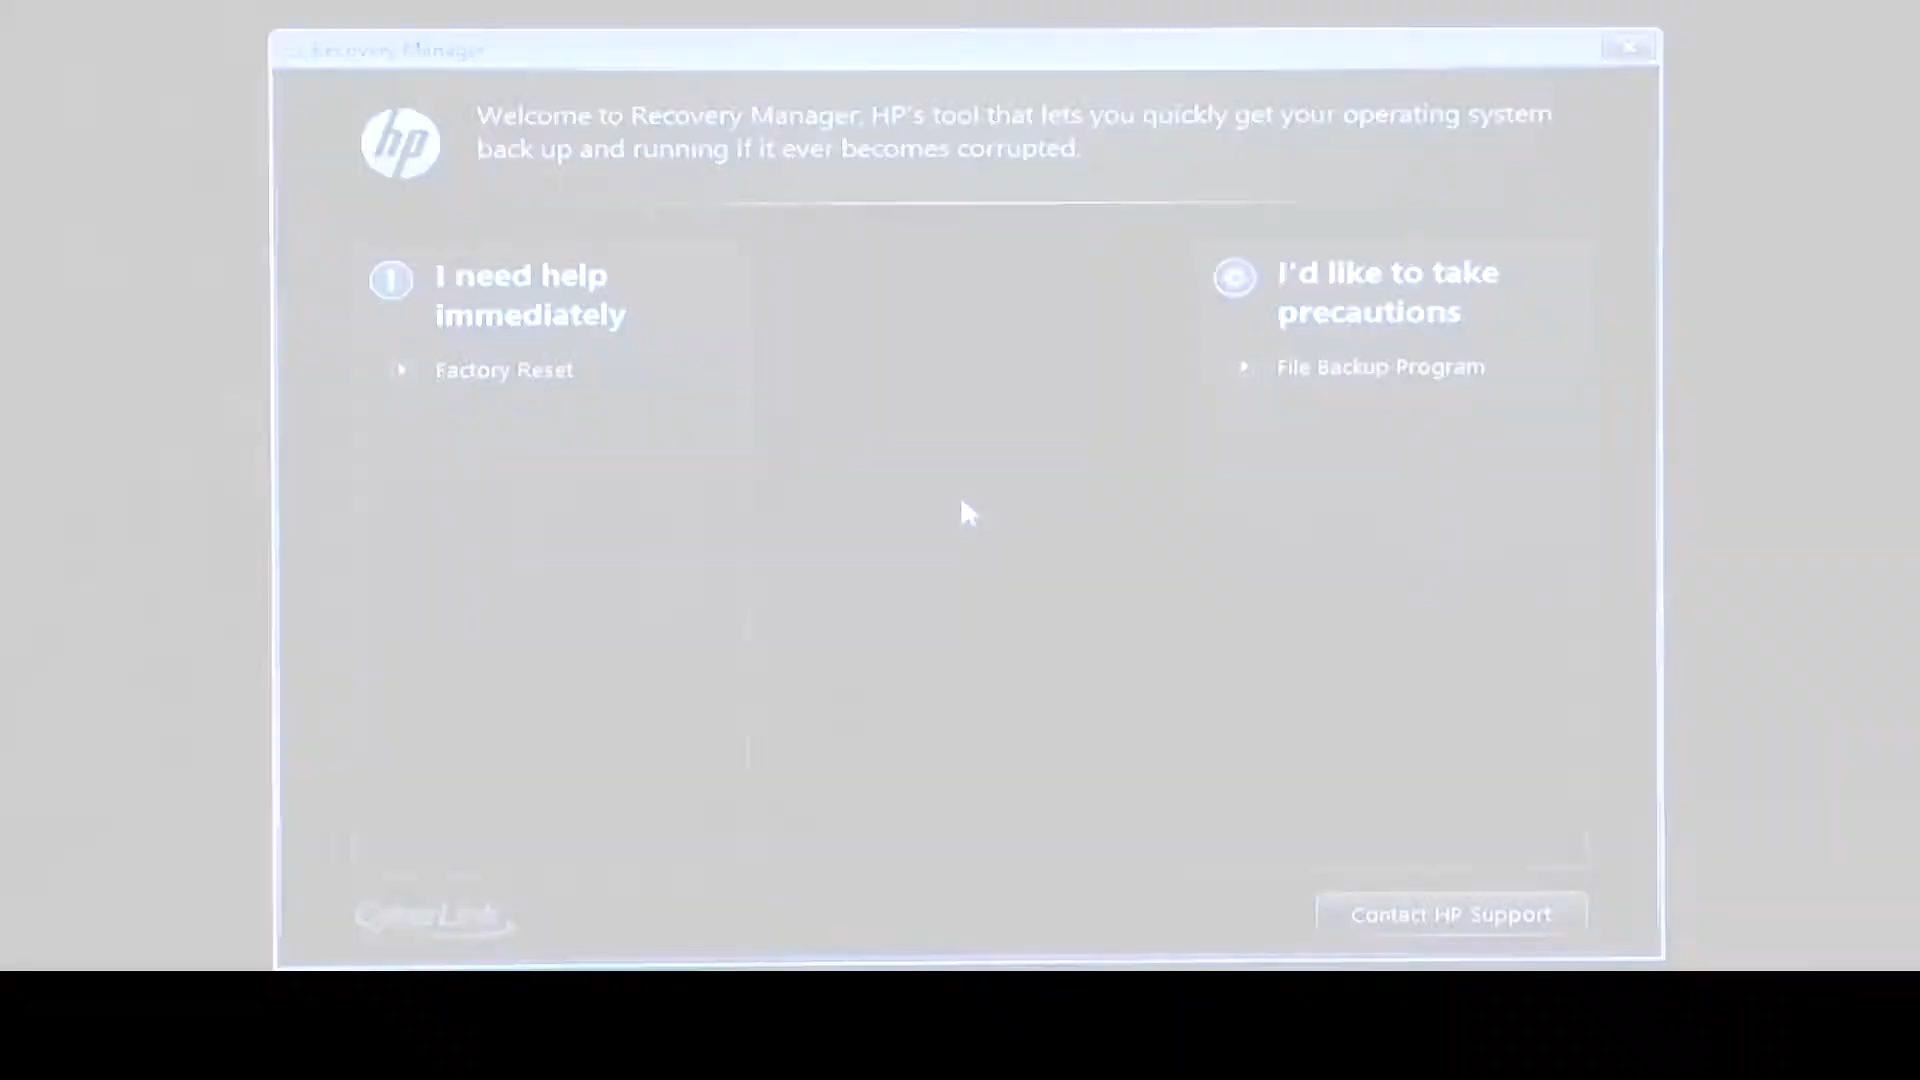 Recovery Manager
hp
Welcome to Recovery Manager, HP's tool that lets you quickly get your operating system
back up and running if it ever becomes corrupted.
I need help
immediately
Factory Reset
I'd like to take
precautions
File Backup Program
CyberLink
Contact HP Support